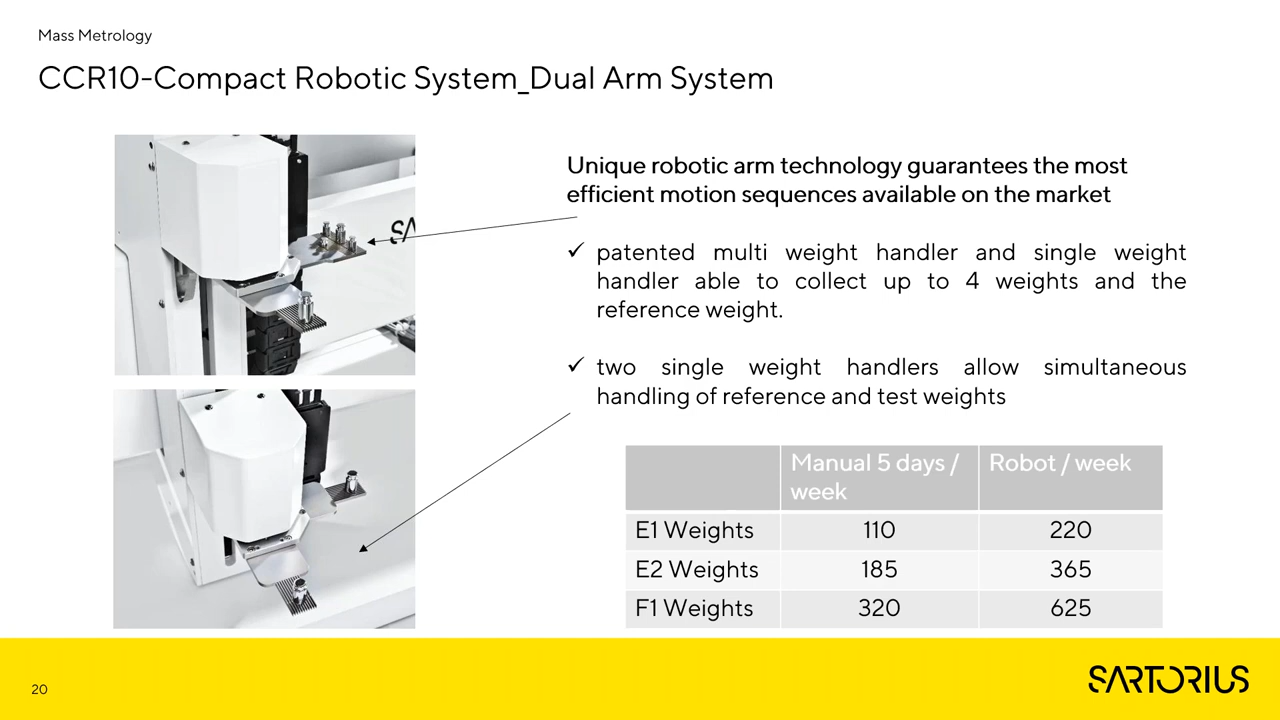 Mass Metrology
CCR10-Compact Robotic System_Dual Arm System
Unique robotic arm technology guarantees the most
efficient motion sequences available on the market
✓ patented multi weight handler and single weight
handler able to collect up to 4 weights and the
reference weight.
✓ two single weight handlers allow simultaneous
handling of reference and test weights
SA
Manual 5 days / week Robot / week
E1 Weights 110 220
E2 Weights 185 365
F1 Weights 320 625
20
SARTORIUS